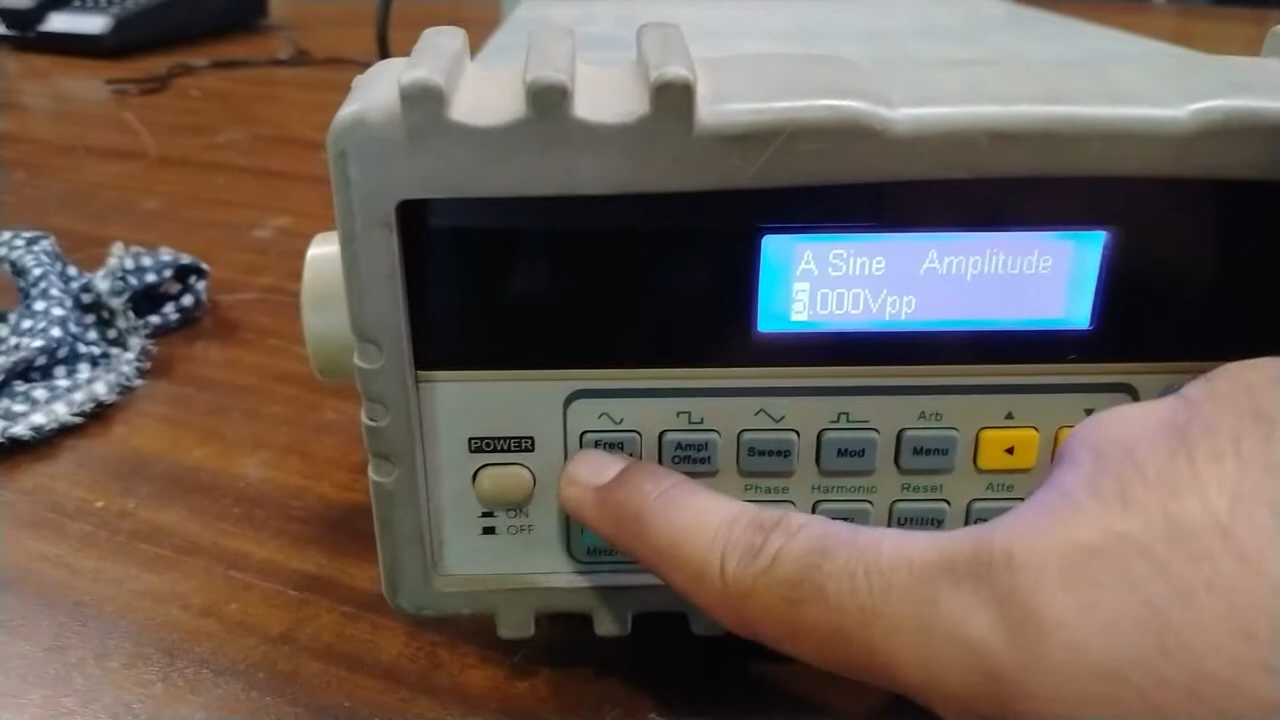 A Sine Amplitude
5.000Vpp
POWER
ON
OFF
Arb
Freq
Ampl
Offset
Sweep
Mod
Menu
Phase
Harmonic
Reset
Atte
Utility
MHz